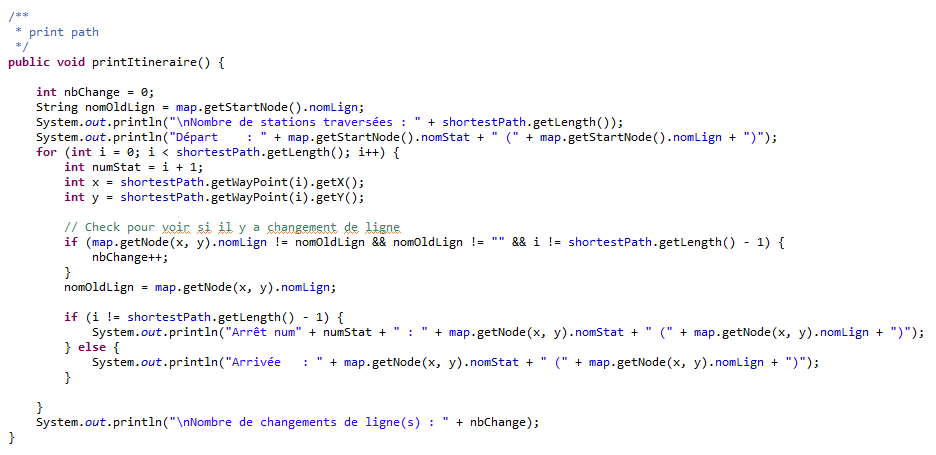 /**
 * print path
 */
public void printItineraire() {

    int nbChange = 0;
    String nomOldLign = map.getStartNode().nomLign;
    System.out.println("\nNombre de stations traversées : " + shortestPath.getLength());
    System.out.println("Départ    : " + map.getStartNode().nomStat + " (" + map.getStartNode().nomLign + ")");
    for (int i = 0; i < shortestPath.getLength(); i++) {
        int numStat = i + 1;
        int x = shortestPath.getWayPoint(i).getX();
        int y = shortestPath.getWayPoint(i).getY();

        // Check pour voir si il y a changement de ligne
        if (map.getNode(x, y).nomLign != nomOldLign && nomOldLign != "" && i != shortestPath.getLength() - 1) {
            nbChange++;
        }
        nomOldLign = map.getNode(x, y).nomLign;

        if (i != shortestPath.getLength() - 1) {
            System.out.println("Arrêt num" + numStat + " : " + map.getNode(x, y).nomStat + " (" + map.getNode(x, y).nomLign + ")");
        } else {
            System.out.println("Arrivée   : " + map.getNode(x, y).nomStat + " (" + map.getNode(x, y).nomLign + ")");
        }

    }
    System.out.println("\nNombre de changements de ligne(s) : " + nbChange);
}